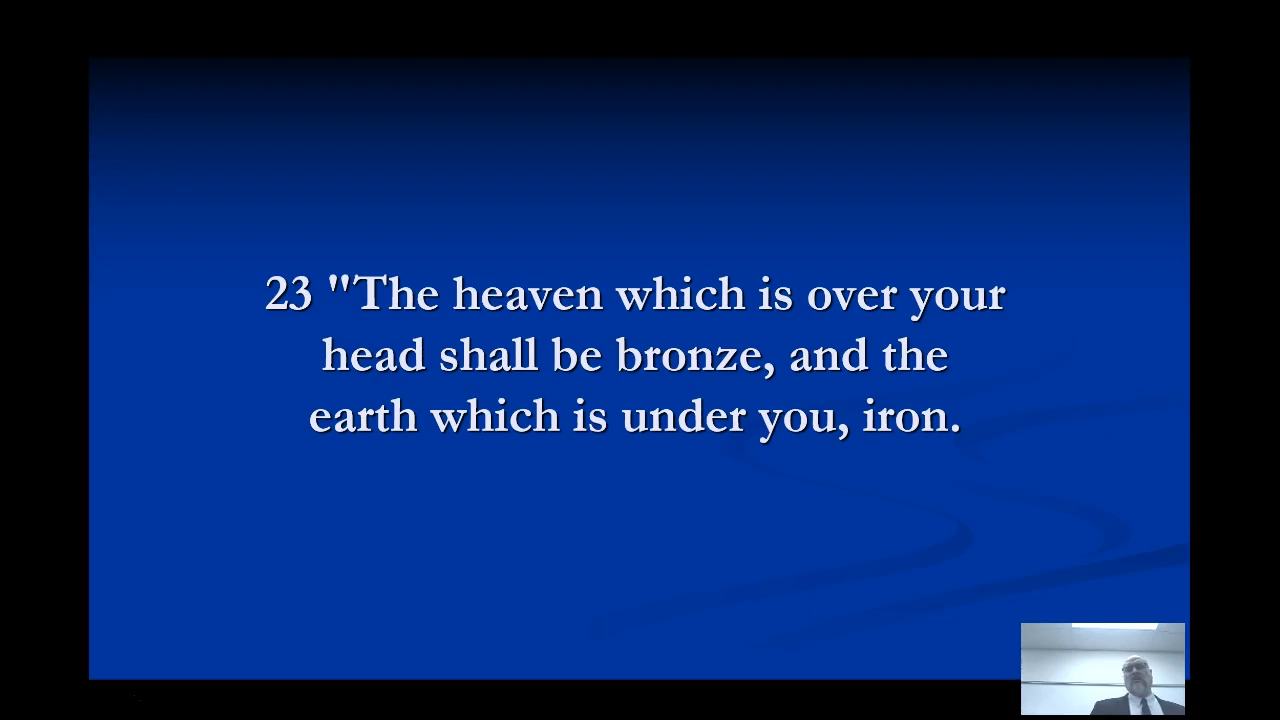 23 "The heaven which is over your
head shall be bronze, and the
earth which is under you, iron.